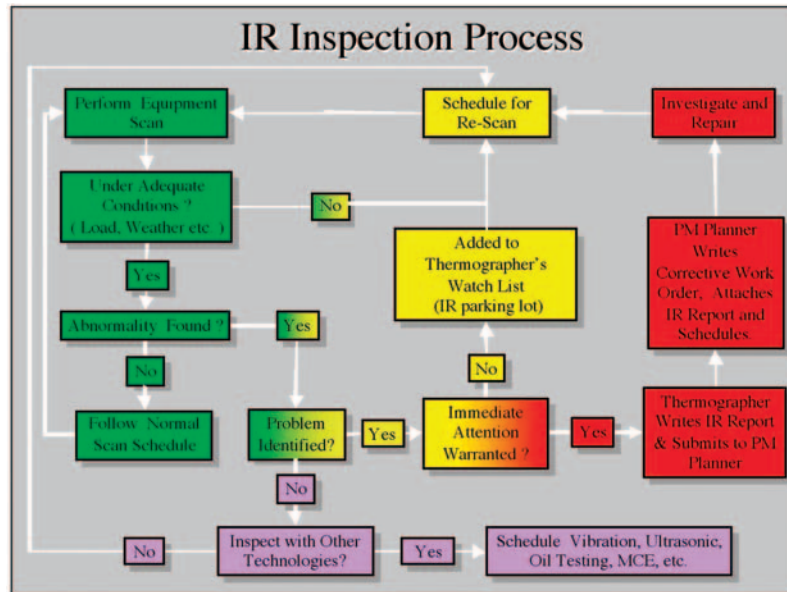 IR Inspection Process
Perform Equipment
Scan
Schedule for
Re-Scan
Investigate and
Repair
Under Adequate
Conditions ?
( Load, Weather etc. )
No
Yes
Added to
Thermographer's
Watch List
(IR parking lot)
PM Planner
Writes
Corrective Work
Order, Attaches
IR Report and
Schedules.
Abnormality Found ?
Yes
No
No
Follow Normal
Scan Schedule
Problem
Identified?
Yes
Immediate
Attention
Warranted ?
Yes
Thermographer
Writes IR Report
& Submits to PM
Planner
No
No
Inspect with Other
Technologies?
Yes
Schedule Vibration, Ultrasonic,
Oil Testing, MCE, etc.